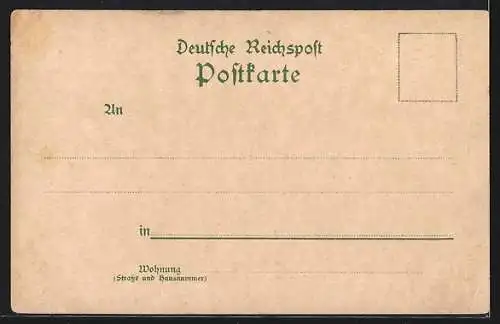 Deutſche Reichspoſt
Poſtkarte
An
in
Wohnung
(Straße und Hausnummer)